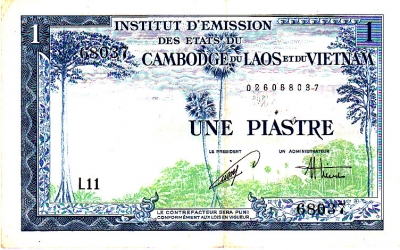 1 INSTITUT D'EMISSION 1
DES ETATS DU
CAMBODGE DU LAOS ET DU VIETNAM
68037
026068037
UNE PIASTRE
LE PRESIDENT UN ADMINISTRATEUR
L11
68037
LE CONTREFACTEUR SERA PUNI
CONFORMÉMENT AUX LOIS EN VIGUEUR